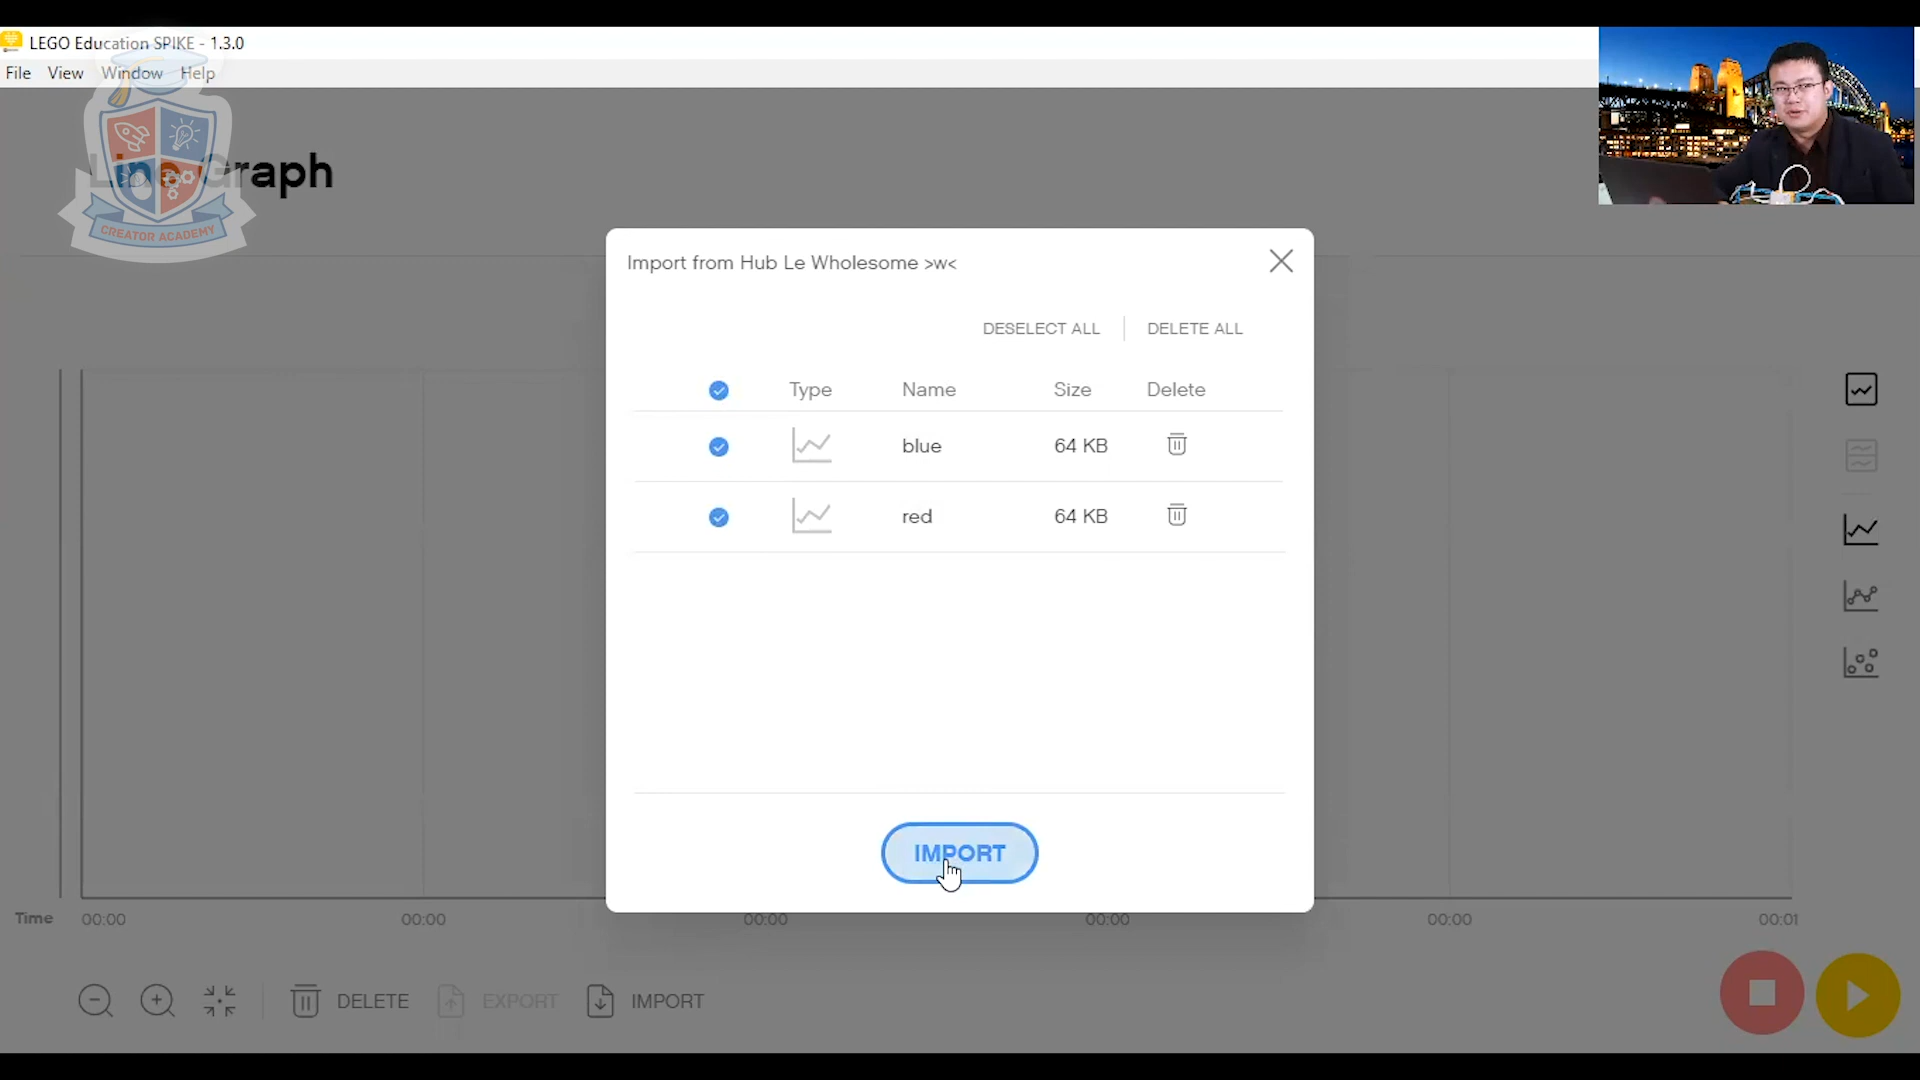 LEGO Education SPIKE - 1.3.0
File View Window Help
Line Graph
CREATOR ACADEMY
Import from Hub Le Wholesome >w<
DESELECT ALL DELETE ALL
Type Name Size Delete
blue 64 KB
red 64 KB
IMPORT
Time 00:00 00:00 00:00 00:00 00:00 00:01
DELETE EXPORT IMPORT